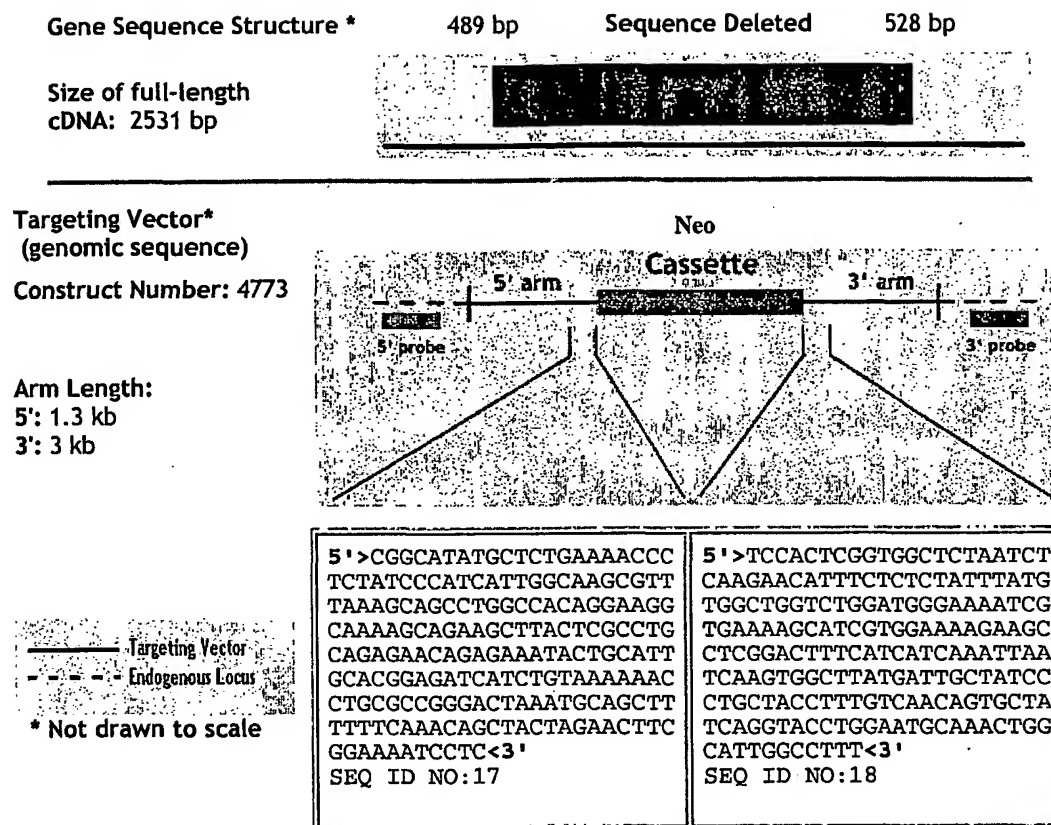 Gene Sequence Structure * 489 bp Sequence Deleted 528 bp
Size of full-length
cDNA: 2531 bp
Targeting Vector*
(genomic sequence)
Construct Number: 4773
Arm Length:
5': 1.3 kb
3': 3 kb
Neo
Cassette
5' arm
3' arm
5' probe
3' probe
Targeting Vector
Endogenous Locus
* Not drawn to scale
5'>CGGCATATGCTCTGAAAACCC
TCTATCCCATCATTGGCAAGCGTT
TAAAGCAGCCTGGCCACAGGAAGG
CAAAAGCAGAAGCTTACTCGCCTG
CAGAGAACAGAGAAATACTGCATT
GCACGGAGATCATCTGTAAAAAAC
CTGCGCCGGGACTAAATGCAGCTT
TTTTCAAACAGCTACTAGAACTTC
GGAAAATCCTC<3'
SEQ ID NO:17
5'>TCCACTCGGTGGCTCTAATCT
CAAGAACATTTCTCTCTATTTATG
TGGCTGGTCTGGATGGGAAAATCG
TGAAAAGCATCGTGGAAAAGAAGC
CTCGGACTTTCATCATCAAATTAA
TCAAGTGGCTTATGATTGCTATCC
CTGCTACCTTTGTCAACAGTGCTA
TCAGGTACCTGGAATGCAAACTGG
CATTGGCCTTT<3'
SEQ ID NO:18